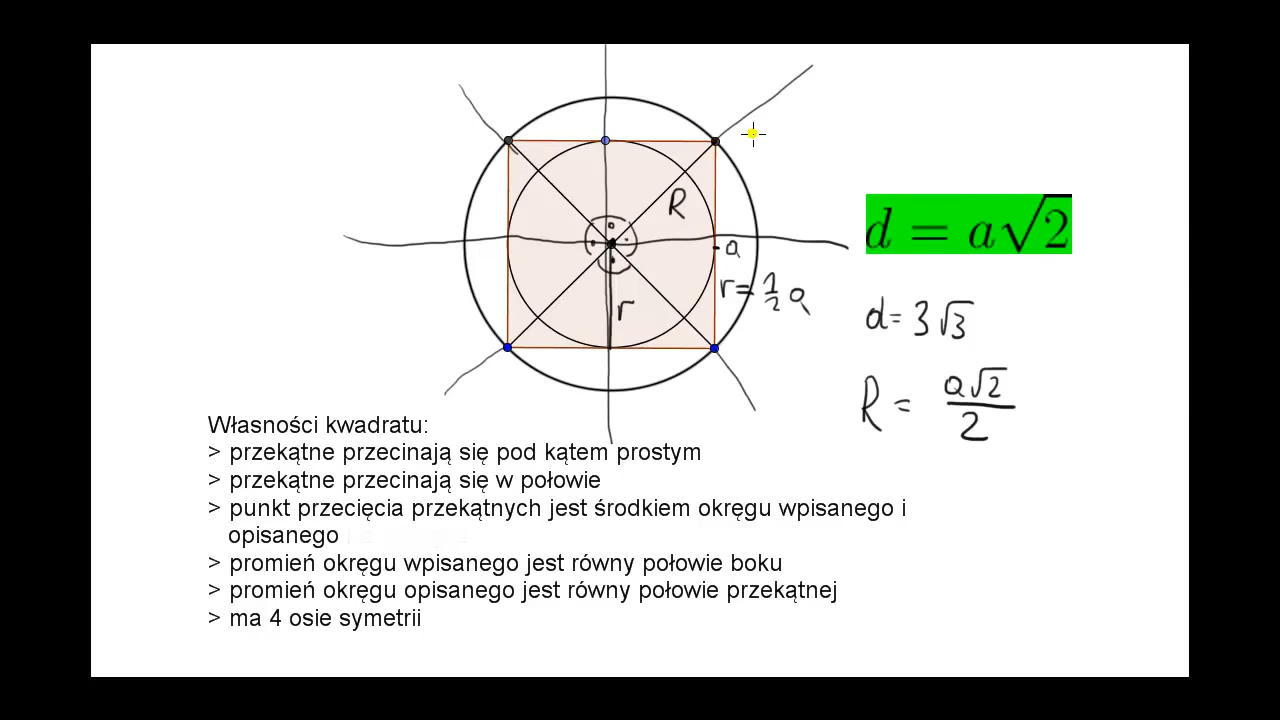 R
a
r = 1/2 a
r
d = a√2
d = 3√3
R = a√2/2
Własności kwadratu:
> przekątne przecinają się pod kątem prostym
> przekątne przecinają się w połowie
> punkt przecięcia przekątnych jest środkiem okręgu wpisanego i
opisanego
> promień okręgu wpisanego jest równy połowie boku
> promień okręgu opisanego jest równy połowie przekątnej
> ma 4 osie symetrii